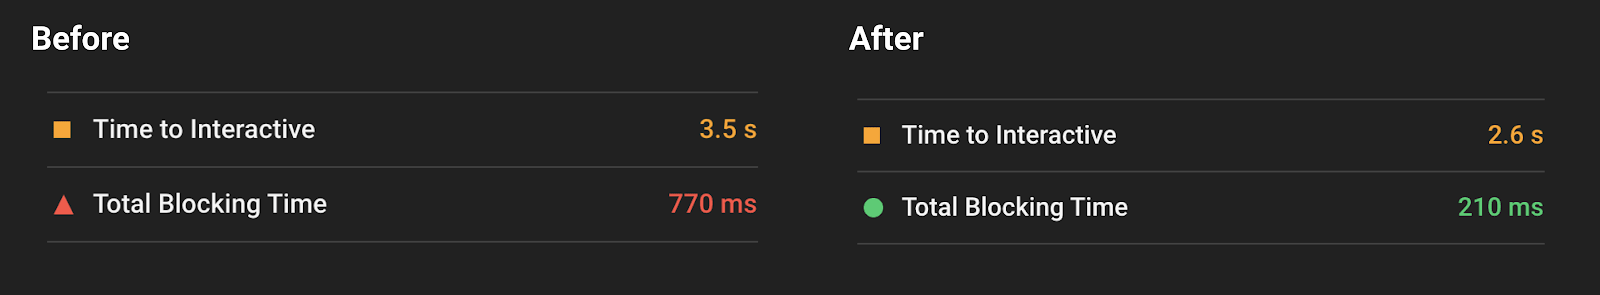 Before
Time to Interactive 3.5 s
Total Blocking Time 770 ms
After
Time to Interactive 2.6 s
Total Blocking Time 210 ms